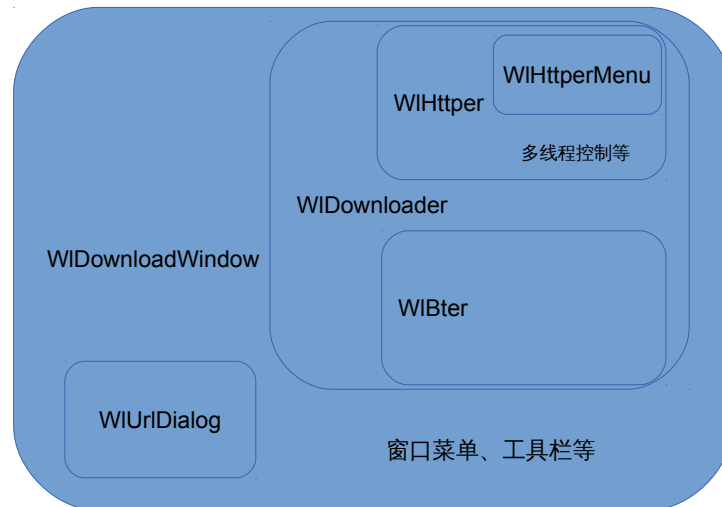 WlHttperMenu
WlHttper
多线程控制等
WlDownloader
WlDownloadWindow
WlBter
WlUrlDialog
窗口菜单、工具栏等